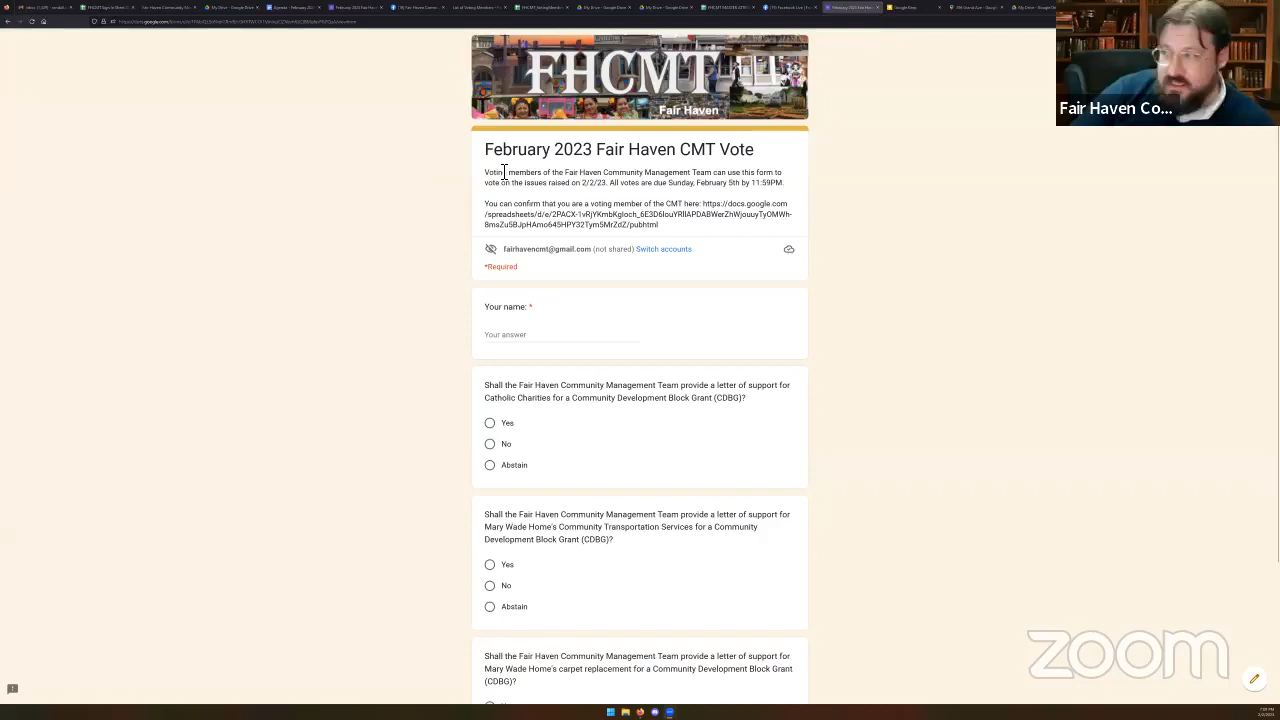 FHCMT
Fair Haven
Fair Haven Co...
February 2023 Fair Haven CMT Vote
Voting members of the Fair Haven Community Management Team can use this form to
vote on the issues raised on 2/2/23. All votes are due Sunday, February 5th by 11:59PM.
You can confirm that you are a voting member of the CMT here: https://docs.google.com
fairhavencmt@gmail.com (not shared) Switch accounts
*Required
Your name: *
Your answer
Shall the Fair Haven Community Management Team provide a letter of support for
Catholic Charities for a Community Development Block Grant (CDBG)?
Yes
No
Abstain
Shall the Fair Haven Community Management Team provide a letter of support for
Mary Wade Home's Community Transportation Services for a Community
Development Block Grant (CDBG)?
Yes
No
Abstain
Shall the Fair Haven Community Management Team provide a letter of support for
Mary Wade Home's carpet replacement for a Community Development Block Grant
(CDBG)?
zoom